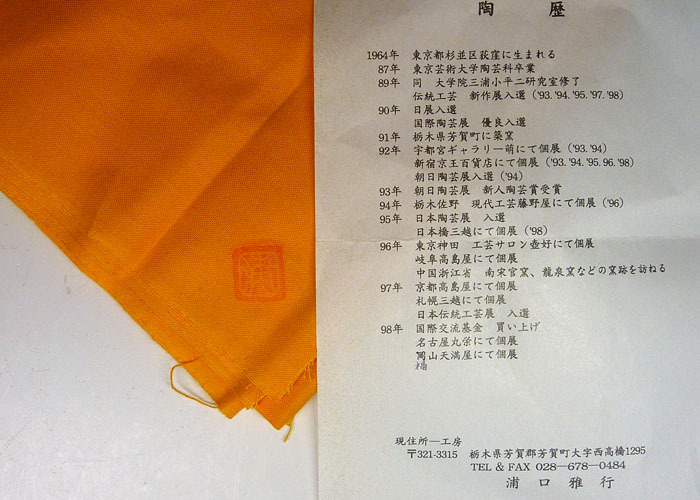 陶歴
1964年 東京都杉並区荻窪に生まれる
87年 東京芸術大学陶芸科卒業
89年 同 大学院三浦小平二研究室修了
伝統工芸 新作展入選('93.'94.'95.'97.'98)
90年 日展入選
国際陶芸展 優良入選
91年 栃木県芳賀町に築窯
92年 宇都宮ギャラリー萌にて個展('93.'94)
新宿京王百貨店にて個展('93.'94.'95.96.'98)
朝日陶芸展入選('94)
93年 朝日陶芸展 新人陶芸賞受賞
94年 栃木佐野 現代工芸藤野屋にて個展('96)
95年 日本陶芸展 入選
日本橋三越にて個展('98)
96年 東京神田 工芸サロン壺好にて個展
岐阜高島屋にて個展
中国浙江省 南宋官窯、龍泉窯などの窯跡を訪ねる
97年 京都高島屋にて個展
札幌三越にて個展
日本伝統工芸展 入選
98年 国際交流基金 買い上げ
名古屋丸栄にて個展
岡山天満屋にて個展
福
現住所―工房
〒321-3315 栃木県芳賀郡芳賀町大字西高橋1295
TEL & FAX 028―678―0484
浦口雅行